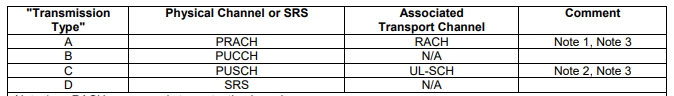 "Transmission Type" Physical Channel or SRS Associated Transport Channel Comment
A PRACH RACH Note 1, Note 3
B PUCCH N/A
C PUSCH UL-SCH Note 2, Note 3
D SRS N/A